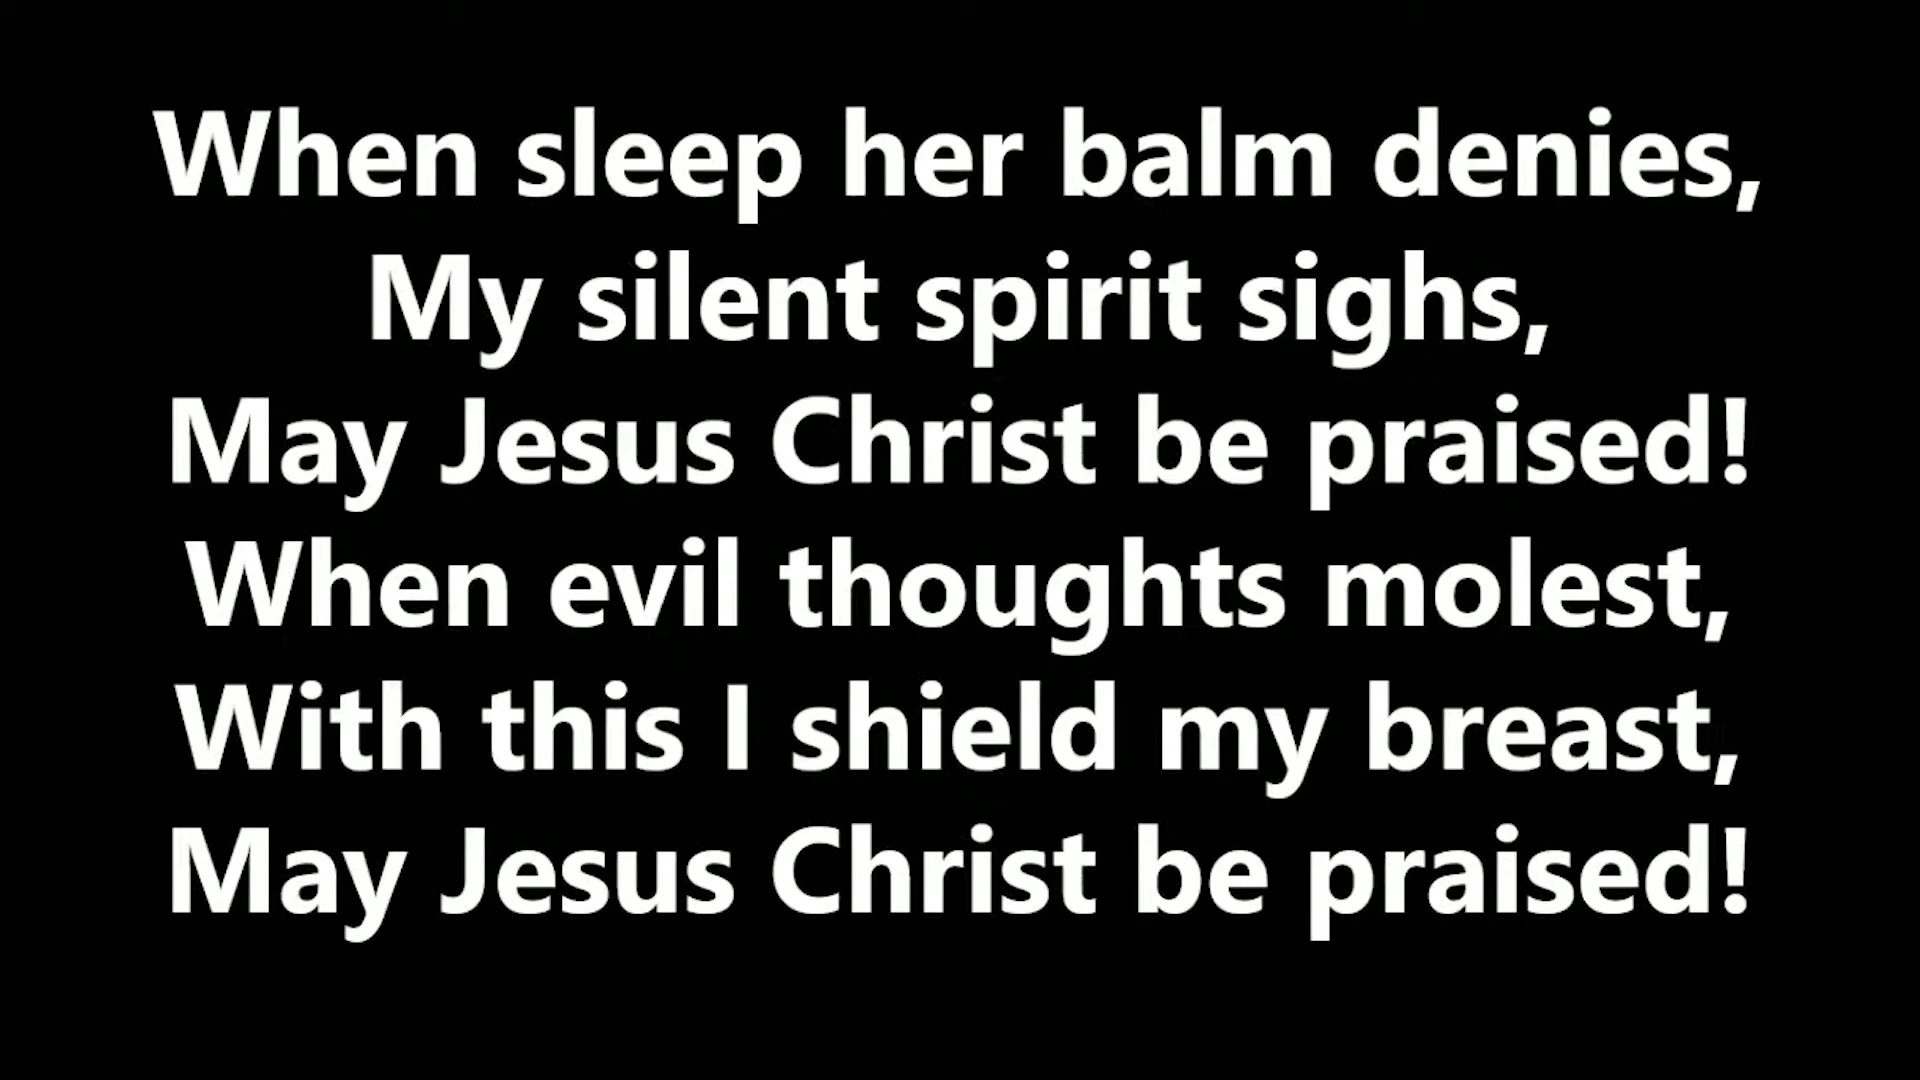 When sleep her balm denies,
My silent spirit sighs,
May Jesus Christ be praised!
When evil thoughts molest,
With this I shield my breast,
May Jesus Christ be praised!